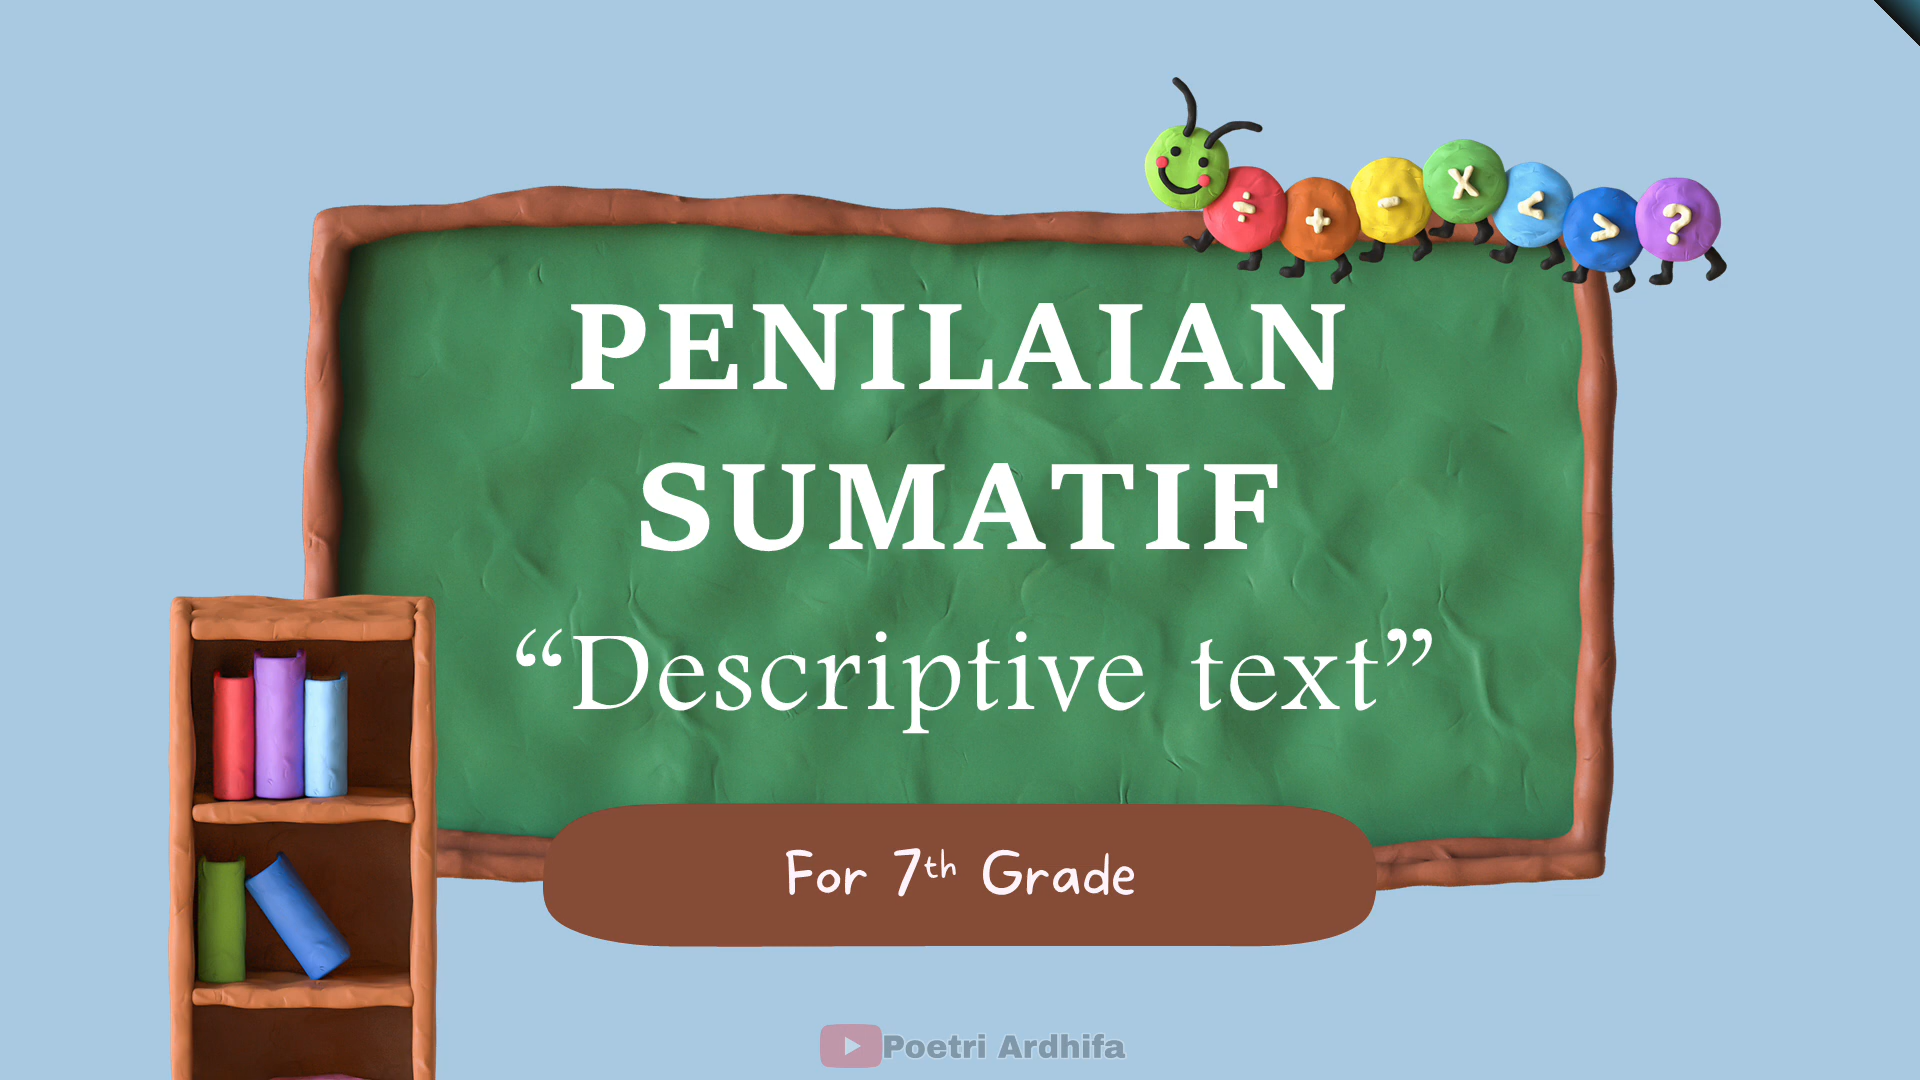 ÷ + - x < > ?
PENILAIAN
SUMATIF
“Descriptive text”
For 7th Grade
Poetri Ardhifa